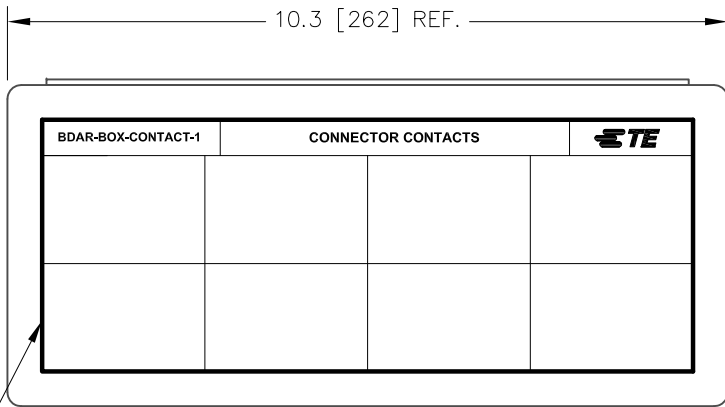 10.3 [262] REF.
BDAR-BOX-CONTACT-1 CONNECTOR CONTACTS TE